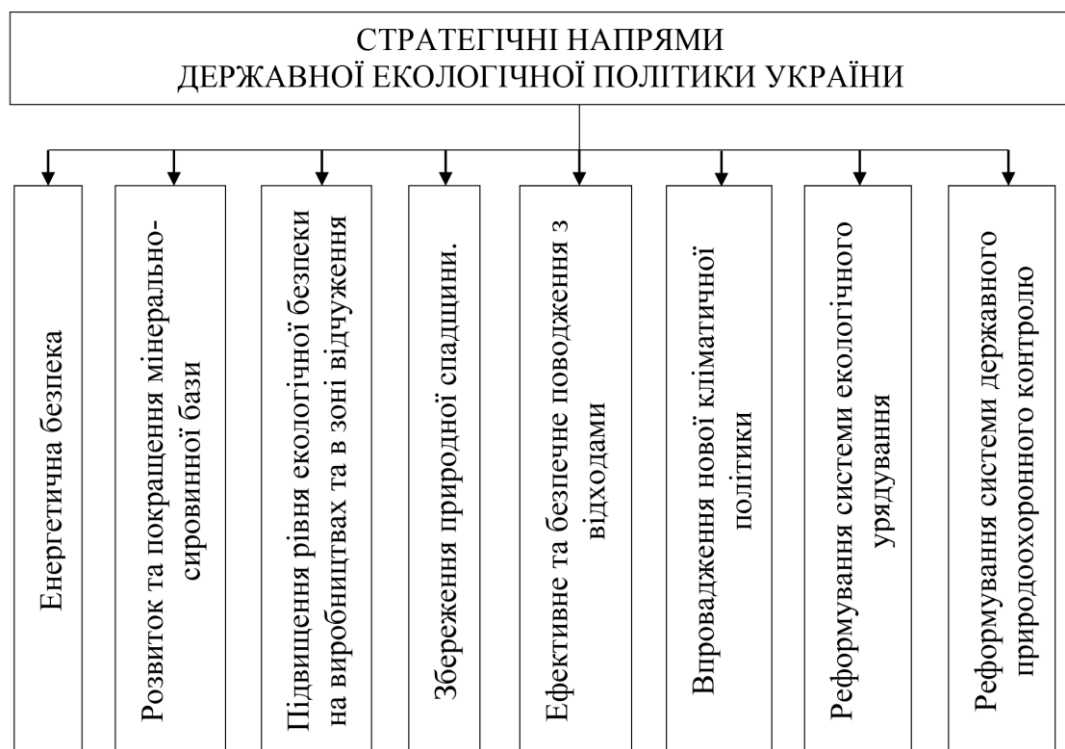 СТРАТЕГІЧНІ НАПРЯМИ
ДЕРЖАВНОЇ ЕКОЛОГІЧНОЇ ПОЛІТИКИ УКРАЇНИ
Енергетична безпека
Розвиток та покращення мінерально-
сировинної бази
Підвищення рівня екологічної безпеки
на виробництвах та в зоні відчуження
Збереження природної спадщини.
Ефективне та безпечне поводження з
відходами
Впровадження нової кліматичної
політики
Реформування системи екологічного
урядування
Реформування системи державного
природоохоронного контролю